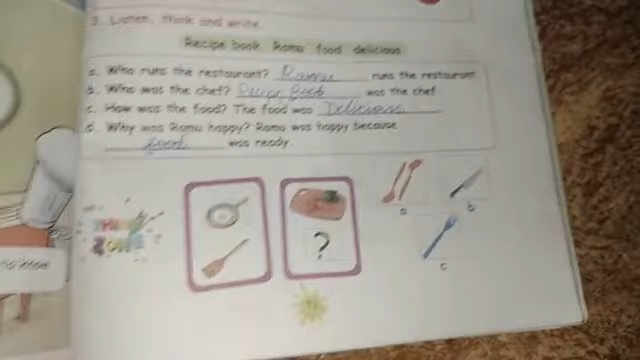 3. Listen, think and write.
Recipe book Ramu food delicious
a. Who runs the restaurant? Ramu runs the restaurant.
b. Who was the chef? Recipe Book was the chef.
c. How was the food? The food was Delicious
d. Why was Ramu happy? Ramu was happy because
food was ready.
THINK
ZONE
?
a
b
c